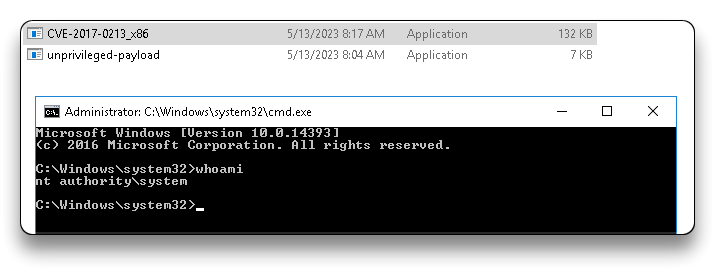 CVE-2017-0213_x86 5/13/2023 8:17 AM Application 132 KB
unprivileged-payload 5/13/2023 8:04 AM Application 7 KB
Administrator: C:\Windows\system32\cmd.exe
Microsoft Windows [Version 10.0.14393]
(c) 2016 Microsoft Corporation. All rights reserved.
C:\Windows\system32>whoami
nt authority\system
C:\Windows\system32>_